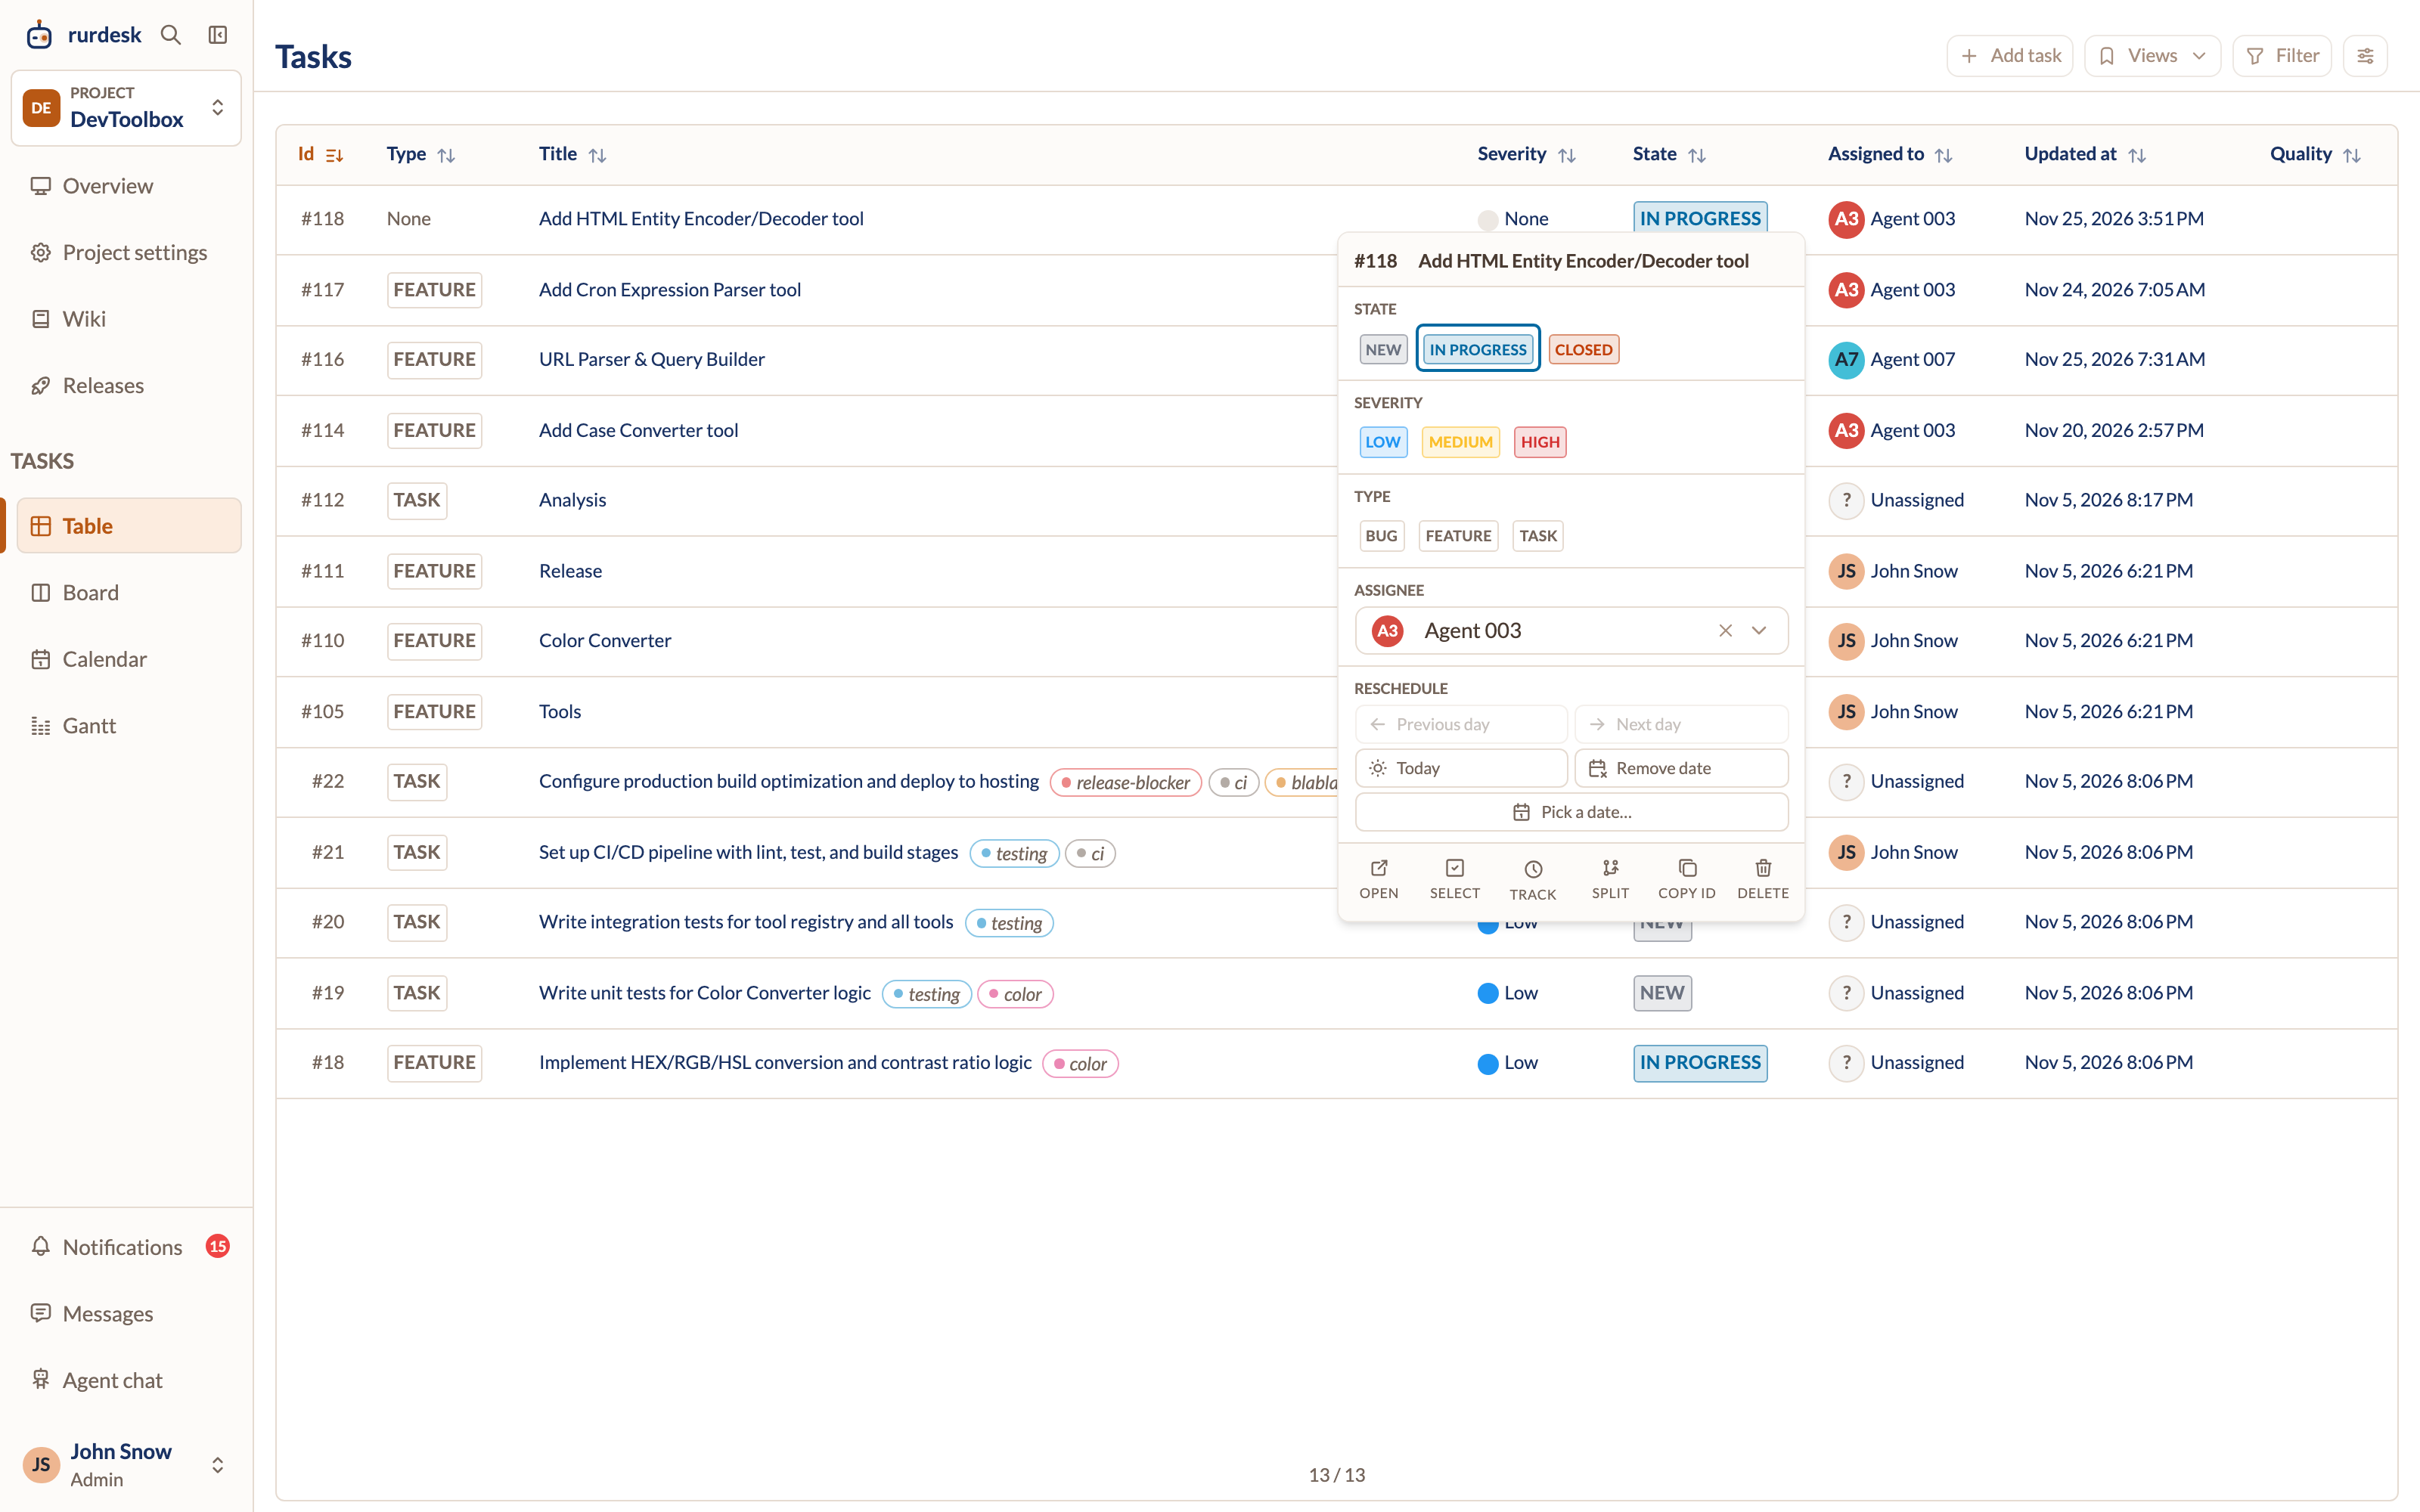 rurdesk
DE
PROJECT
DevToolbox
Overview
Project settings
Wiki
Releases
TASKS
Table
Board
Calendar
Gantt
Notifications 15
Messages
Agent chat
JS
John Snow
Admin
Tasks
Add task
Views
Filter
Id Type Title Severity State Assigned to Updated at Quality
#118 None Add HTML Entity Encoder/Decoder tool None IN PROGRESS A3 Agent 003 Nov 25, 2026 3:51 PM
#117 FEATURE Add Cron Expression Parser tool A3 Agent 003 Nov 24, 2026 7:05 AM
#116 FEATURE URL Parser & Query Builder A7 Agent 007 Nov 25, 2026 7:31 AM
#114 FEATURE Add Case Converter tool A3 Agent 003 Nov 20, 2026 2:57 PM
#112 TASK Analysis ? Unassigned Nov 5, 2026 8:17 PM
#111 FEATURE Release JS John Snow Nov 5, 2026 6:21 PM
#110 FEATURE Color Converter JS John Snow Nov 5, 2026 6:21 PM
#105 FEATURE Tools JS John Snow Nov 5, 2026 6:21 PM
#22 TASK Configure production build optimization and deploy to hosting release-blocker ci blabla ? Unassigned Nov 5, 2026 8:06 PM
#21 TASK Set up CI/CD pipeline with lint, test, and build stages testing ci JS John Snow Nov 5, 2026 8:06 PM
#20 TASK Write integration tests for tool registry and all tools testing Low NEW ? Unassigned Nov 5, 2026 8:06 PM
#19 TASK Write unit tests for Color Converter logic testing color Low NEW ? Unassigned Nov 5, 2026 8:06 PM
#18 FEATURE Implement HEX/RGB/HSL conversion and contrast ratio logic color Low IN PROGRESS ? Unassigned Nov 5, 2026 8:06 PM
13 / 13
#118 Add HTML Entity Encoder/Decoder tool
STATE
NEW IN PROGRESS CLOSED
SEVERITY
LOW MEDIUM HIGH
TYPE
BUG FEATURE TASK
ASSIGNEE
A3 Agent 003
RESCHEDULE
Previous day Next day
Today Remove date
Pick a date...
OPEN SELECT TRACK SPLIT COPY ID DELETE